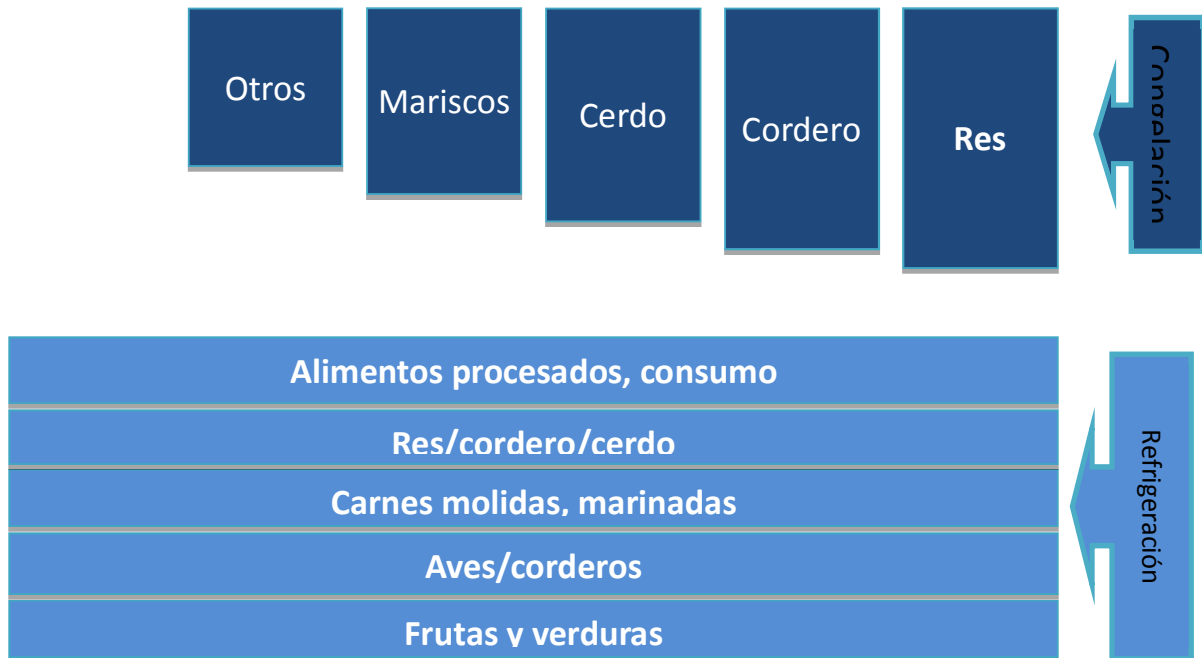 Otros
Mariscos
Cerdo
Cordero
Res
Congelación
Alimentos procesados, consumo
Res/cordero/cerdo
Carnes molidas, marinadas
Aves/corderos
Frutas y verduras
Refrigeración